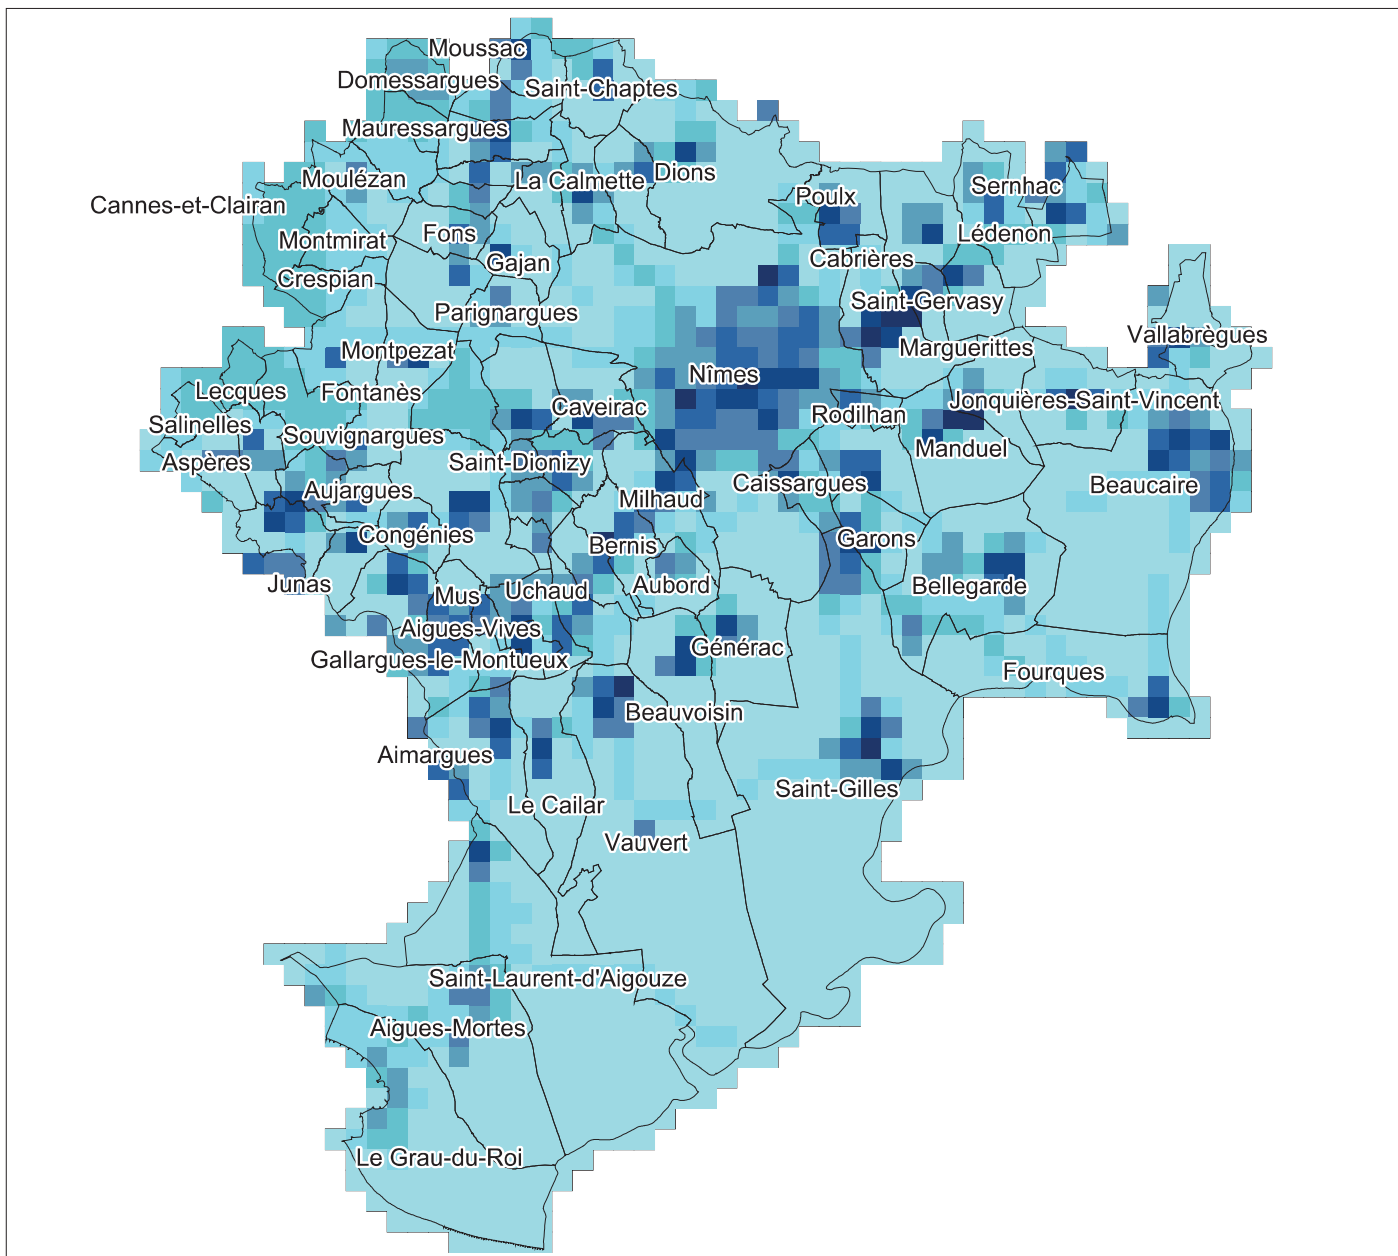 Moussac
Domessargues
Saint-Chaptes
Mauressargues
La Calmette
Dions
Moulézan
Sernhac
Poulx
Cannes-et-Clairan
Fons
Lédenon
Montmirat
Cabrières
Gajan
Crespian
Saint-Gervasy
Parignargues
Vallabrègues
Marguerittes
Montpezat
Nîmes
Lecques
Fontanès
Jonquières-Saint-Vincent
Caveirac
Rodilhan
Salinelles
Souvignargues
Manduel
Aspères
Saint-Dionizy
Caissargues
Beaucaire
Aujargues
Milhaud
Congénies
Garons
Bernis
Junas
Aubord
Bellegarde
Uchaud
Mus
Aigues-Vives
Générac
Gallargues-le-Montueux
Fourques
Beauvoisin
Aimargues
Saint-Gilles
Le Cailar
Vauvert
Saint-Laurent-d'Aigouze
Aigues-Mortes
Le Grau-du-Roi